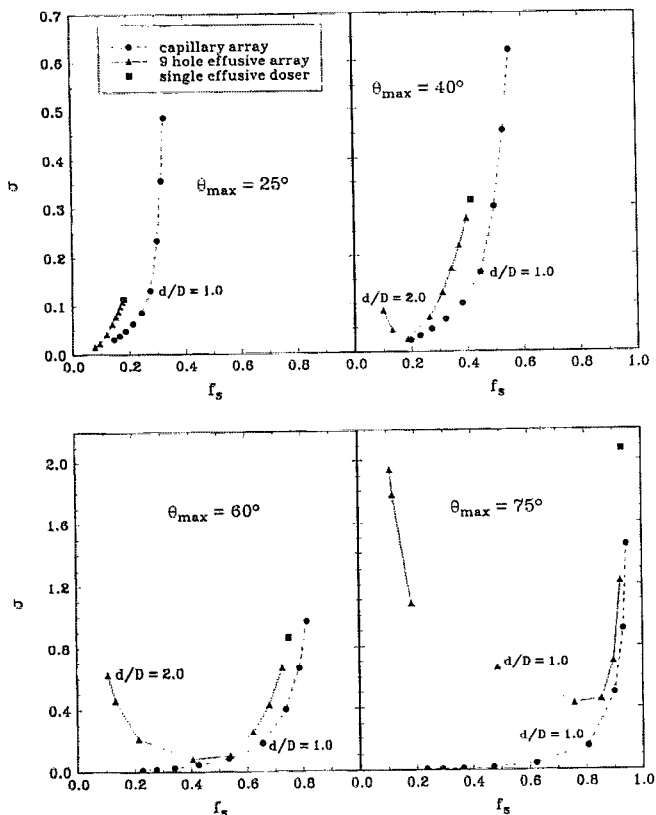 capillary array
9 hole effusive array
single effusive doser
σ
0.7
0.6
0.5
0.4
0.3
0.2
0.1
0.0
θmax = 25°
d/D = 1.0
0.0 0.2 0.4 0.6 0.8
fs
θmax = 40°
d/D = 2.0
d/D = 1.0
0.0 0.2 0.4 0.6 0.8 1.0
fs
σ
2.0
1.6
1.2
0.8
0.4
0.0
θmax = 60°
d/D = 2.0
d/D = 1.0
0.0 0.2 0.4 0.6 0.8
fs
θmax = 75°
d/D = 1.0
d/D = 1.0
0.0 0.2 0.4 0.6 0.8 1.0
fs